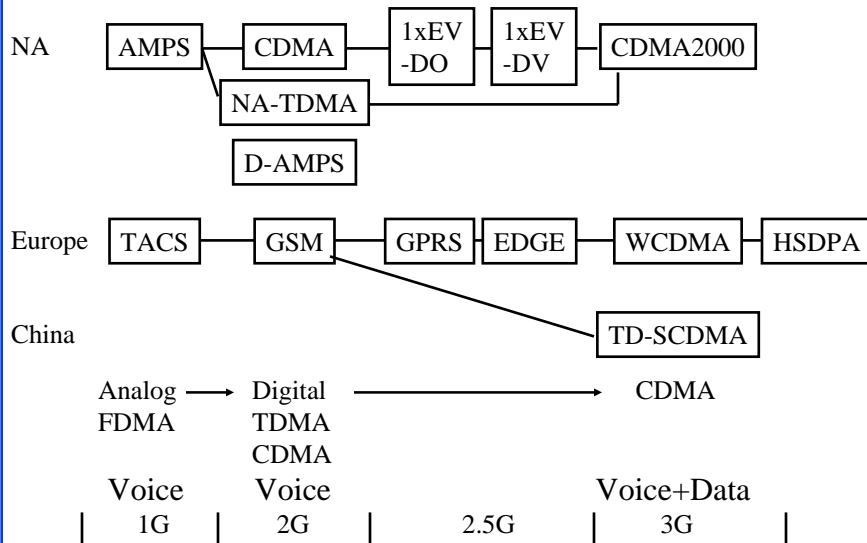 NA AMPS CDMA 1xEV -DO 1xEV -DV CDMA2000
NA-TDMA
D-AMPS
Europe TACS GSM GPRS EDGE WCDMA HSDPA
China TD-SCDMA
Analog Digital CDMA
FDMA TDMA
CDMA
Voice Voice Voice+Data
1G 2G 2.5G 3G